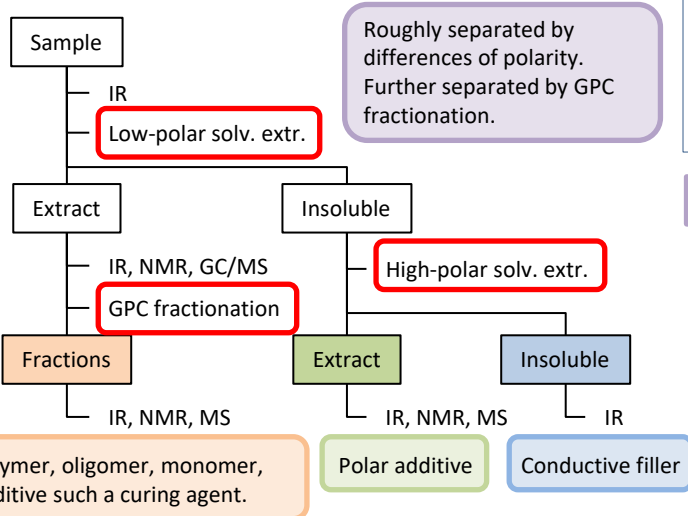 Sample
Roughly separated by
differences of polarity.
Further separated by GPC
fractionation.
IR
Low-polar solv. extr.
Extract
Insoluble
IR, NMR, GC/MS
High-polar solv. extr.
GPC fractionation
Fractions
Extract
Insoluble
IR, NMR, MS
IR, NMR, MS
IR
ymer, oligomer, monomer,
ditive such a curing agent.
Polar additive
Conductive filler